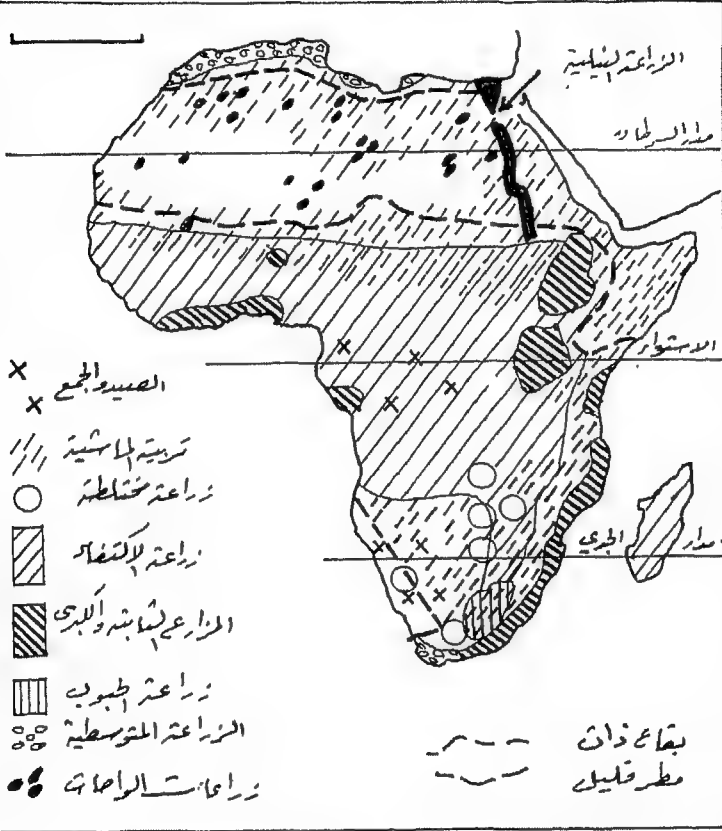 الزراعة النيلية
مدار السرطان
الاستواء
مدار الجدي
الصيد والجمع
تربية الماشية
زراعة مختلطة
زراعة الاكتفاء
المزارع الثابتة والكبرى
زراعة الحبوب
الزراعة المتوسطية
زراعات الواحات
بقاع ذات
مطر قليل